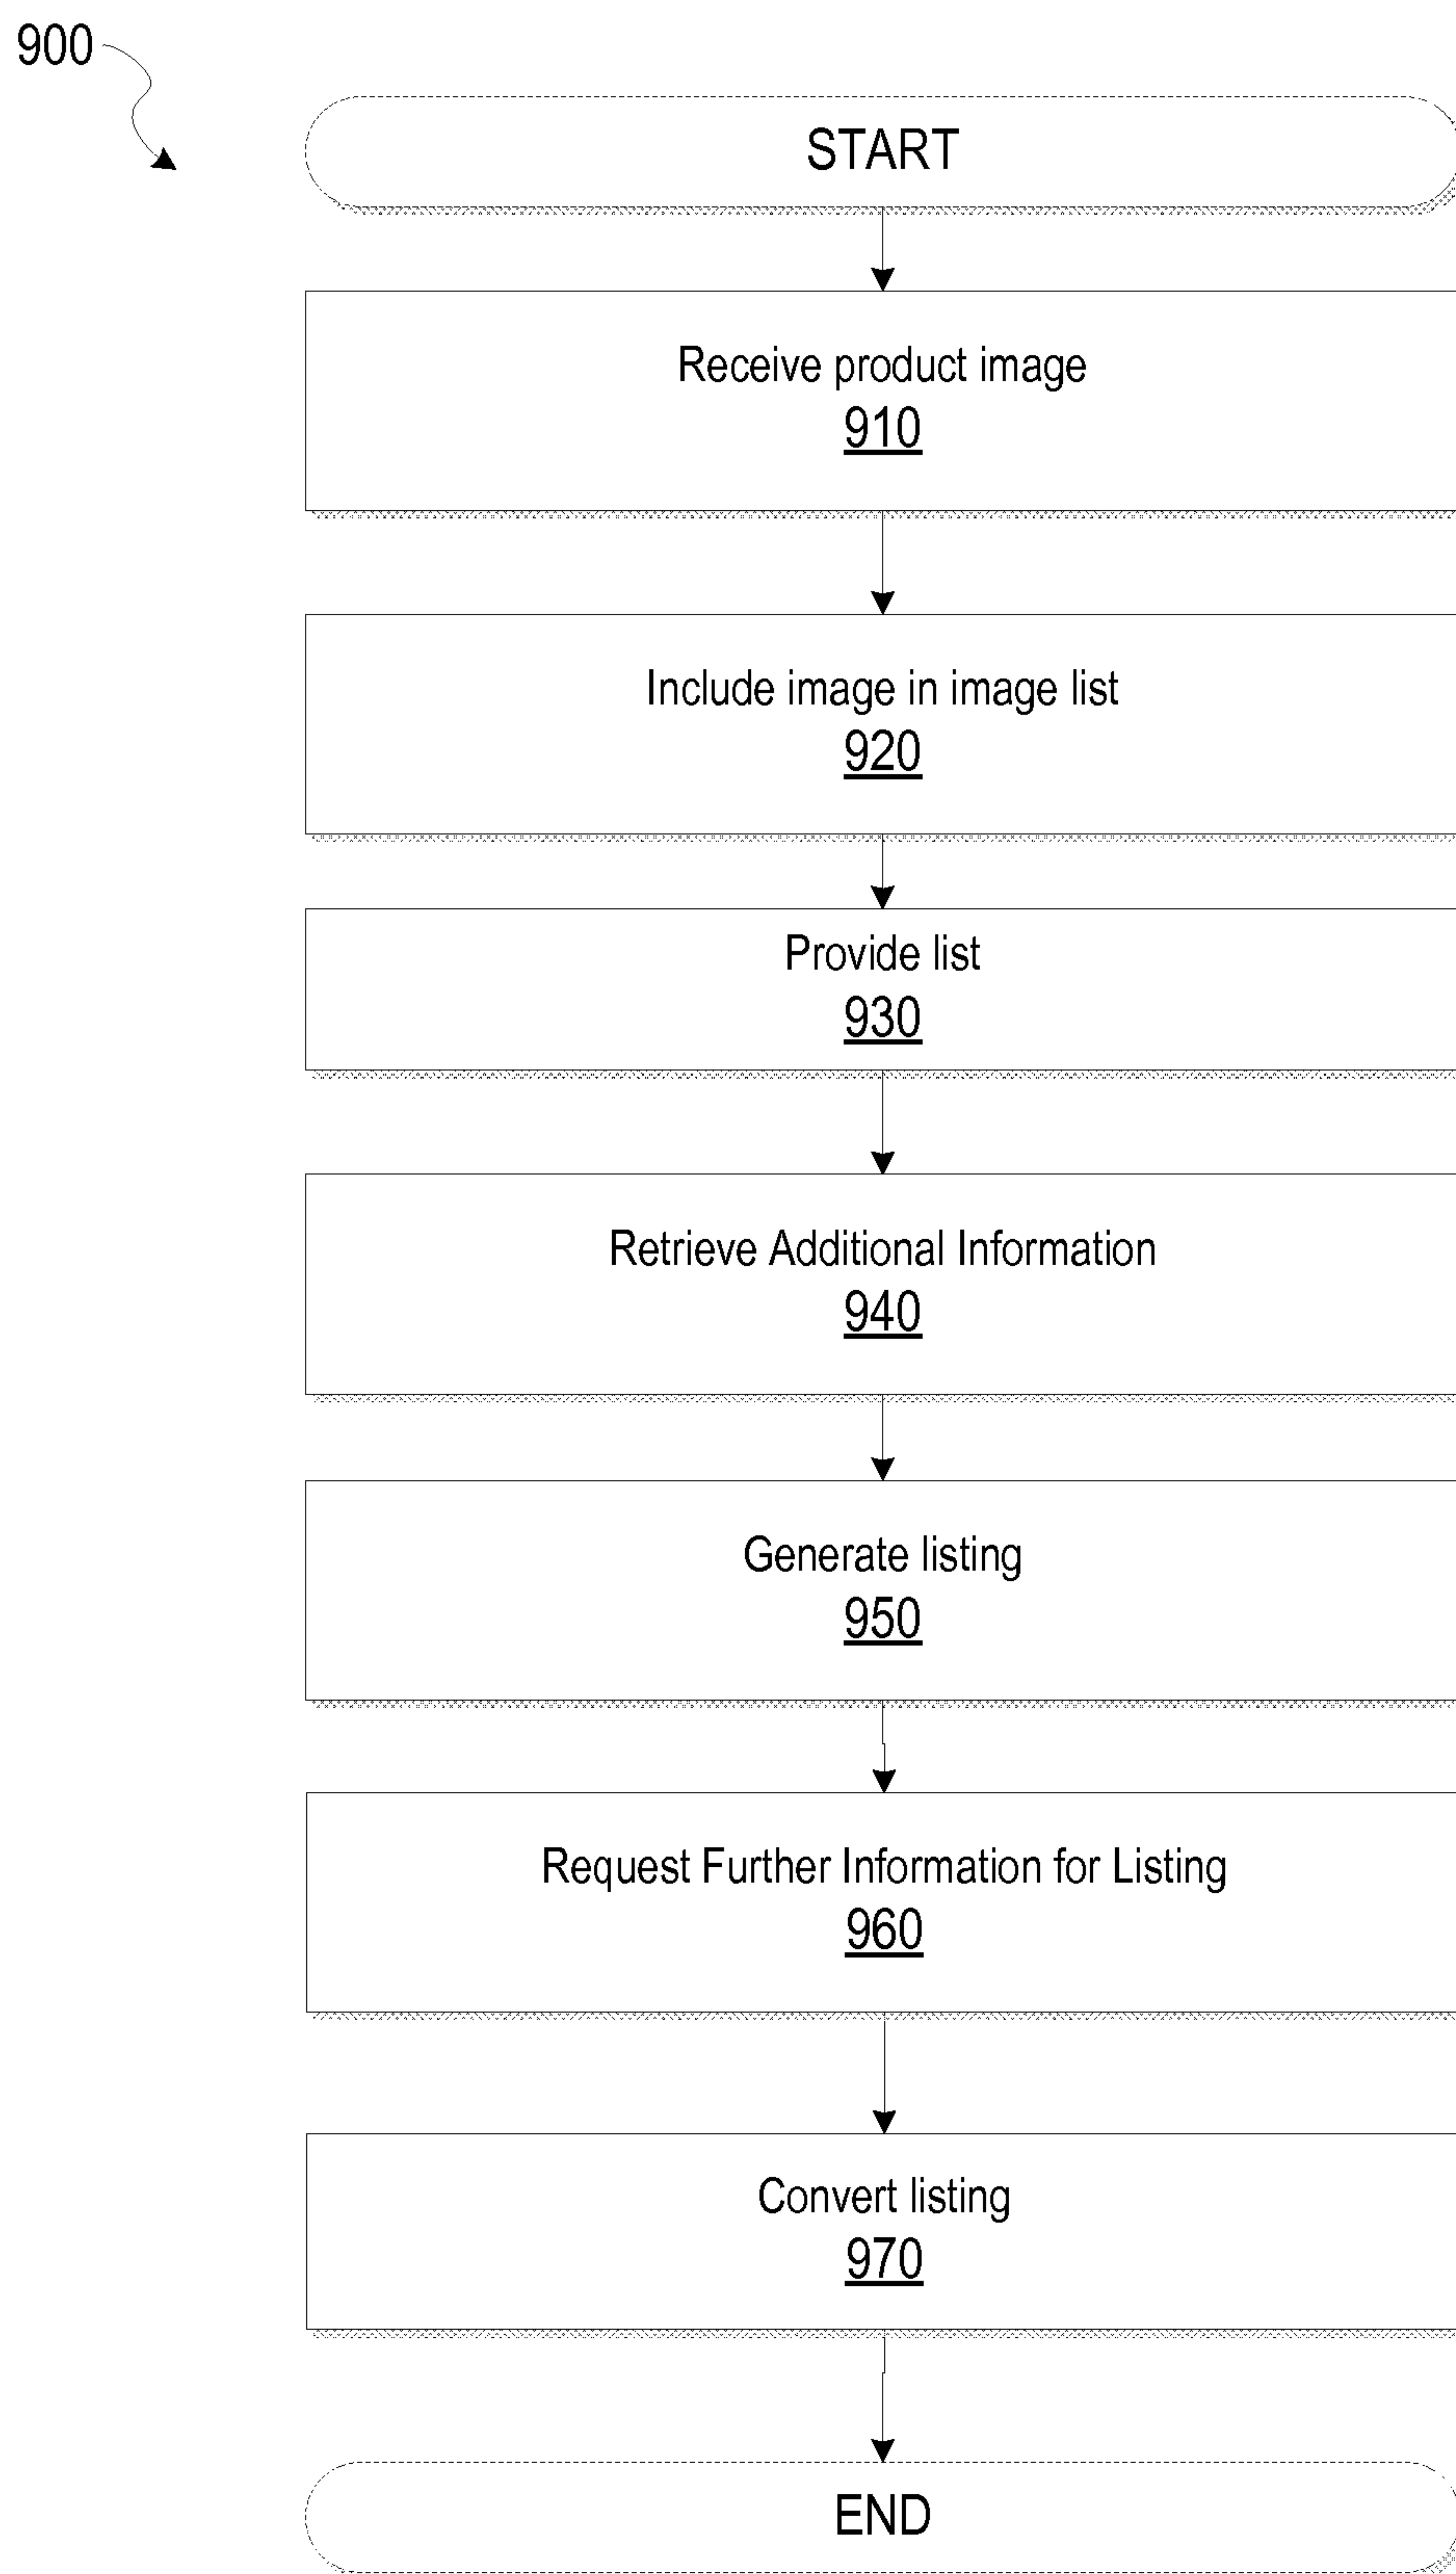 900
START
Receive product image
910
Include image in image list
920
Provide list
930
Retrieve Additional Information
940
Generate listing
950
Request Further Information for Listing
960
Convert listing
970
END